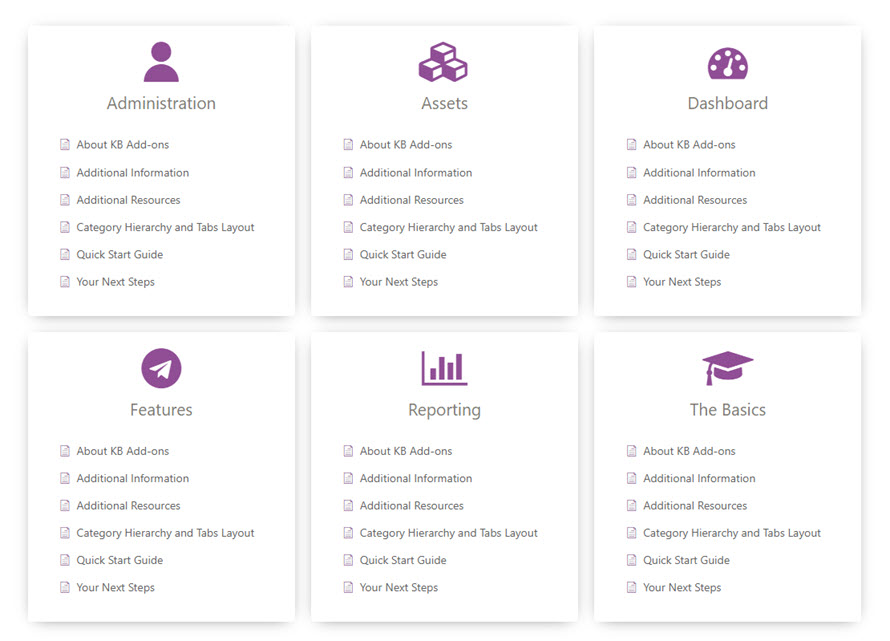 Administration
About KB Add-ons
Additional Information
Additional Resources
Category Hierarchy and Tabs Layout
Quick Start Guide
Your Next Steps
Assets
About KB Add-ons
Additional Information
Additional Resources
Category Hierarchy and Tabs Layout
Quick Start Guide
Your Next Steps
Dashboard
About KB Add-ons
Additional Information
Additional Resources
Category Hierarchy and Tabs Layout
Quick Start Guide
Your Next Steps
Features
About KB Add-ons
Additional Information
Additional Resources
Category Hierarchy and Tabs Layout
Quick Start Guide
Your Next Steps
Reporting
About KB Add-ons
Additional Information
Additional Resources
Category Hierarchy and Tabs Layout
Quick Start Guide
Your Next Steps
The Basics
About KB Add-ons
Additional Information
Additional Resources
Category Hierarchy and Tabs Layout
Quick Start Guide
Your Next Steps